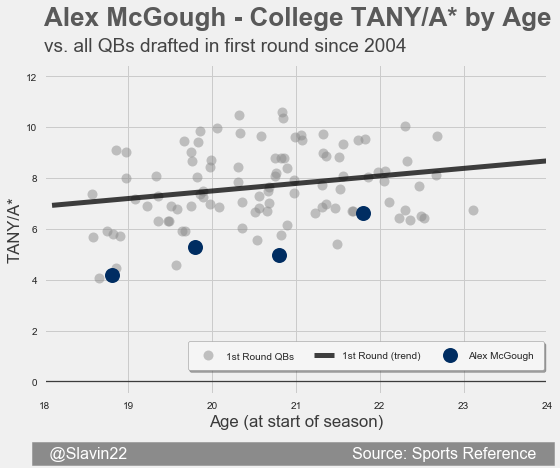 Alex McGough - College TANY/A* by Age
vs. all QBs drafted in first round since 2004
12
10
8
6
4
2
0
TANY/A*
1st Round QBs
1st Round (trend)
Alex McGough
18 19 20 21 22 23 24
Age (at start of season)
@Slavin22 Source: Sports Reference